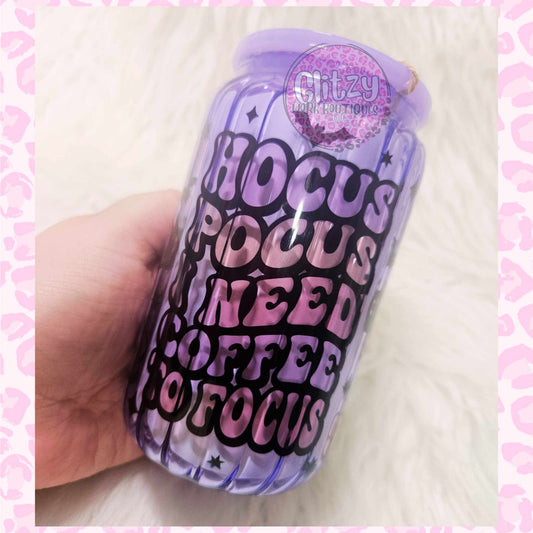 Glitzy
HOCUS
POCUS
I NEED
COFFEE
TO FOCUS